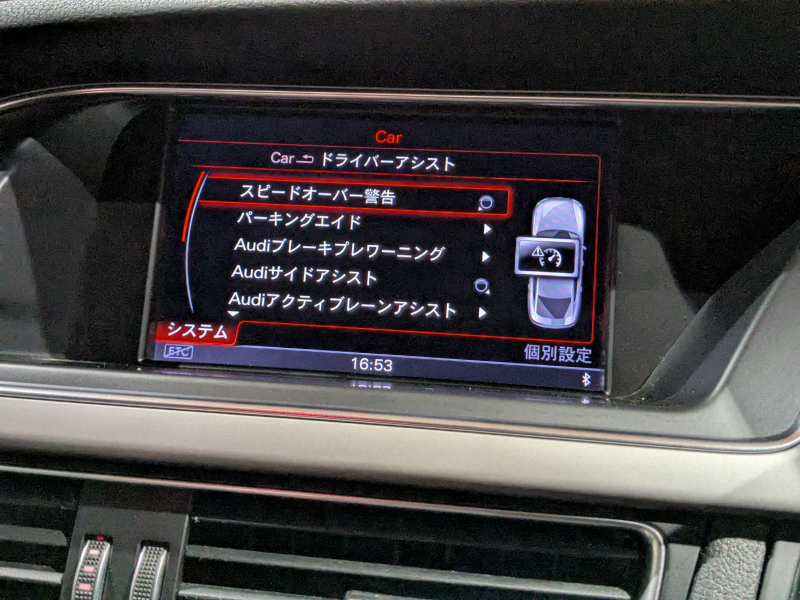 Car
Car ドライバーアシスト
スピードオーバー警告
パーキングエイド
Audiブレーキプレワーニング
Audiサイドアシスト
Audiアクティブレーンアシスト
システム
ETC
個別設定
16:53